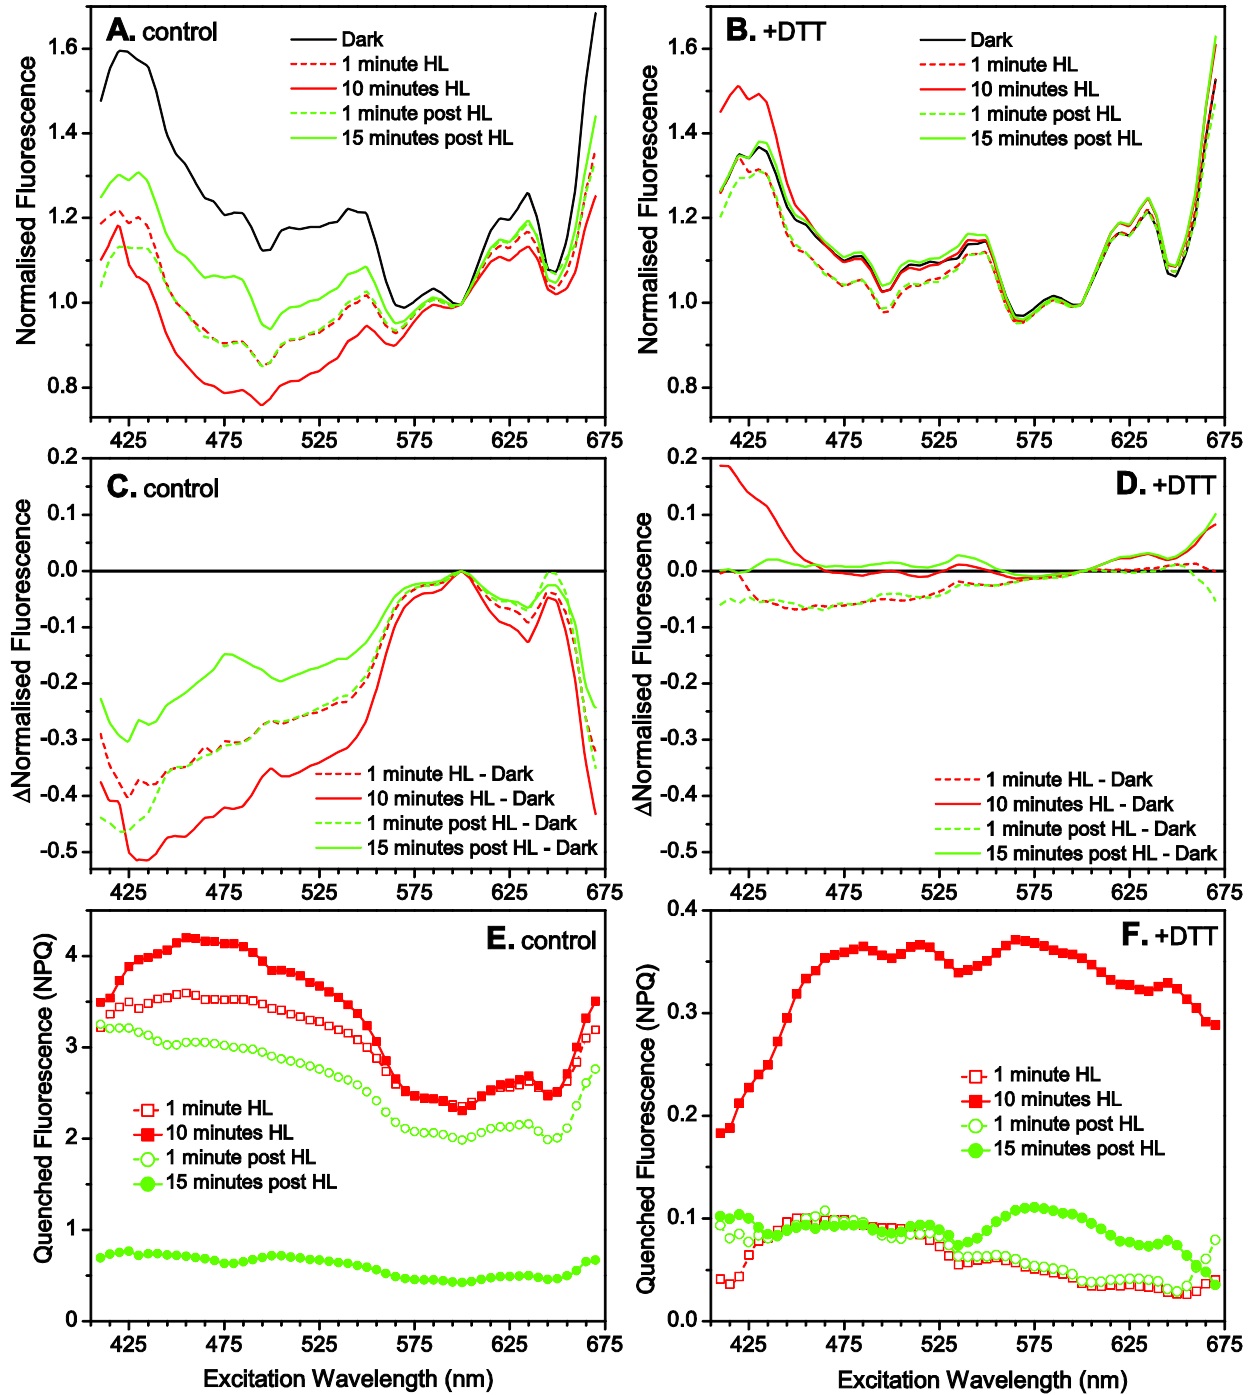 A. control
Dark
1 minute HL
10 minutes HL
1 minute post HL
15 minutes post HL
Normalised Fluorescence
1.6
1.4
1.2
1.0
0.8
425 475 525 575 625 675
B. +DTT
Dark
1 minute HL
10 minutes HL
1 minute post HL
15 minutes post HL
Normalised Fluorescence
1.6
1.4
1.2
1.0
0.8
425 475 525 575 625 675
C. control
1 minute HL - Dark
10 minutes HL - Dark
1 minute post HL - Dark
15 minutes post HL - Dark
ΔNormalised Fluorescence
0.2
0.1
0.0
-0.1
-0.2
-0.3
-0.4
-0.5
425 475 525 575 625 675
D. +DTT
1 minute HL - Dark
10 minutes HL - Dark
1 minute post HL - Dark
15 minutes post HL - Dark
ΔNormalised Fluorescence
0.2
0.1
0.0
-0.1
-0.2
-0.3
-0.4
-0.5
425 475 525 575 625 675
E. control
1 minute HL
10 minutes HL
1 minute post HL
15 minutes post HL
Quenched Fluorescence (NPQ)
4
3
2
1
0
425 475 525 575 625 675
Excitation Wavelength (nm)
F. +DTT
1 minute HL
10 minutes HL
1 minute post HL
15 minutes post HL
Quenched Fluorescence (NPQ)
0.4
0.3
0.2
0.1
0.0
425 475 525 575 625 675
Excitation Wavelength (nm)